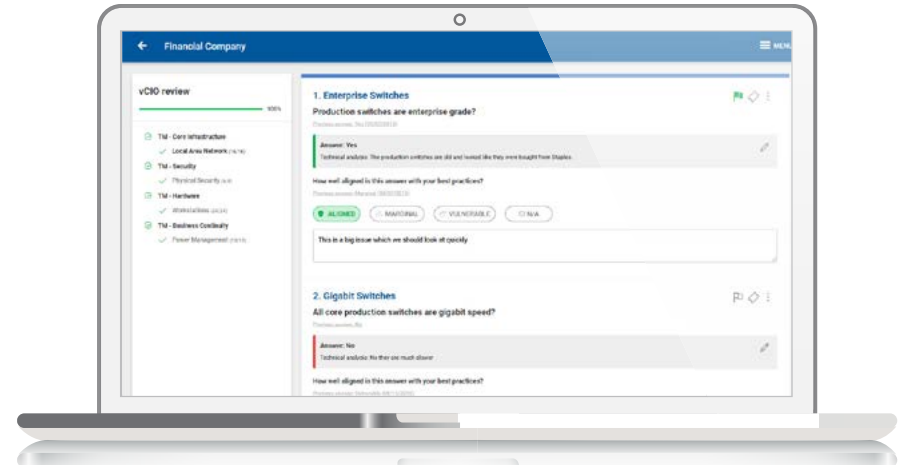 Financial Company
MENU
vCIO review
100%
TM - Core Infrastructure
Local Area Network
TM - Security
Physical Security
TM - Hardware
Workstations
TM - Business Continuity
Power Management
1. Enterprise Switches
Production switches are enterprise grade?
Answer: Yes
Technical analysis: The production switches are old and looked like they were bought from Staples.
How well aligned is this answer with your best practices?
ALIGNED
MARGINAL
VULNERABLE
N/A
This is a big issue which we should look at quickly
2. Gigabit Switches
All core production switches are gigabit speed?
Previous answer: No
Answer: No
Technical analysis: No they are much slower
How well aligned is this answer with your best practices?